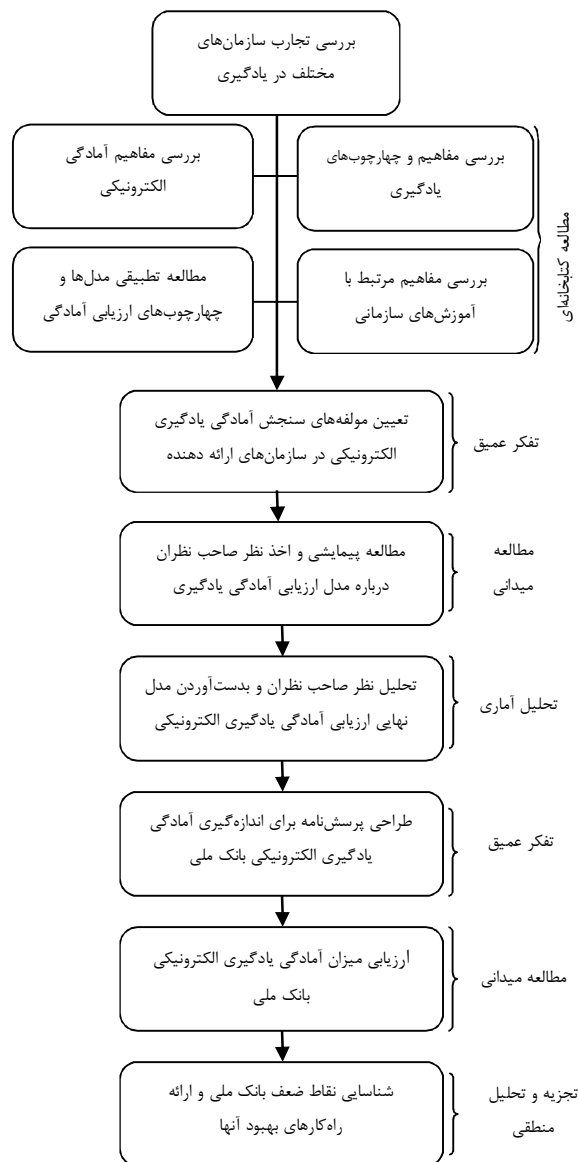 بررسی تجارب سازمان‌های
مختلف در یادگیری
بررسی مفاهیم و چهارچوب‌های
یادگیری
بررسی مفاهیم آمادگی
الکترونیکی
بررسی مفاهیم مرتبط با
آموزش‌های سازمانی
مطالعه تطبیقی مدل‌ها و
چهارچوب‌های ارزیابی آمادگی
مطالعه کتابخانه‌ای
تعیین مولفه‌های سنجش آمادگی یادگیری
الکترونیکی در سازمان‌های ارائه دهنده
تفکر عمیق
مطالعه پیمایشی و اخذ نظر صاحب نظران
درباره مدل ارزیابی آمادگی یادگیری
مطالعه
میدانی
تحلیل نظر صاحب نظران و بدست‌آوردن مدل
نهایی ارزیابی آمادگی یادگیری الکترونیکی
تحلیل آماری
طراحی پرسش‌نامه برای اندازه‌گیری آمادگی
یادگیری الکترونیکی بانک ملی
تفکر عمیق
ارزیابی میزان آمادگی یادگیری الکترونیکی
بانک ملی
مطالعه میدانی
شناسایی نقاط ضعف بانک ملی و ارائه
راه‌کارهای بهبود آنها
تجزیه و تحلیل
منطقی